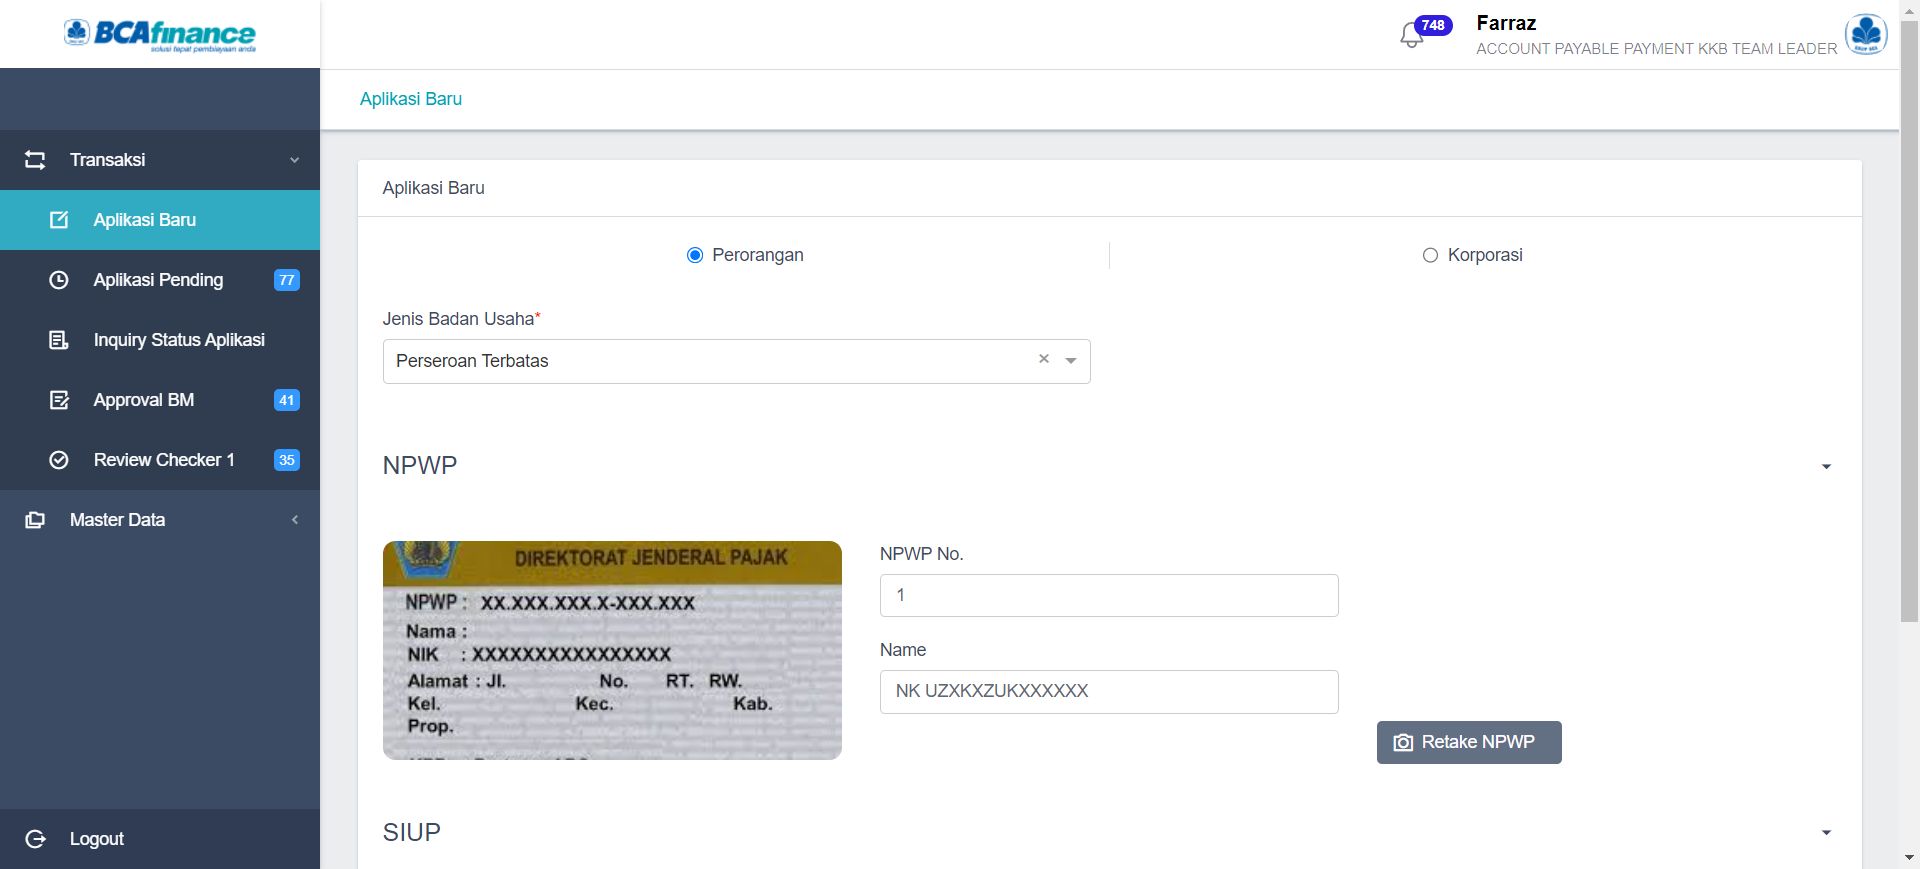 BCAfinance
solusi tepat pembiayaan anda
748
Farraz
ACCOUNT PAYABLE PAYMENT KKB TEAM LEADER
Aplikasi Baru
Transaksi
Aplikasi Baru
Aplikasi Pending 77
Inquiry Status Aplikasi
Approval BM 41
Review Checker 1 35
Master Data
Logout
Aplikasi Baru
Perorangan
Korporasi
Jenis Badan Usaha*
Perseroan Terbatas
NPWP
DIREKTORAT JENDERAL PAJAK
NPWP : XX.XXX.XXX.X-XXX.XXX
Nama :
NIK : XXXXXXXXXXXXXXXX
Alamat : Jl. No. RT. RW.
Kel. Kec. Kab.
Prop.
NPWP No.
1
Name
NK UZXKXZUKXXXXXX
Retake NPWP
SIUP